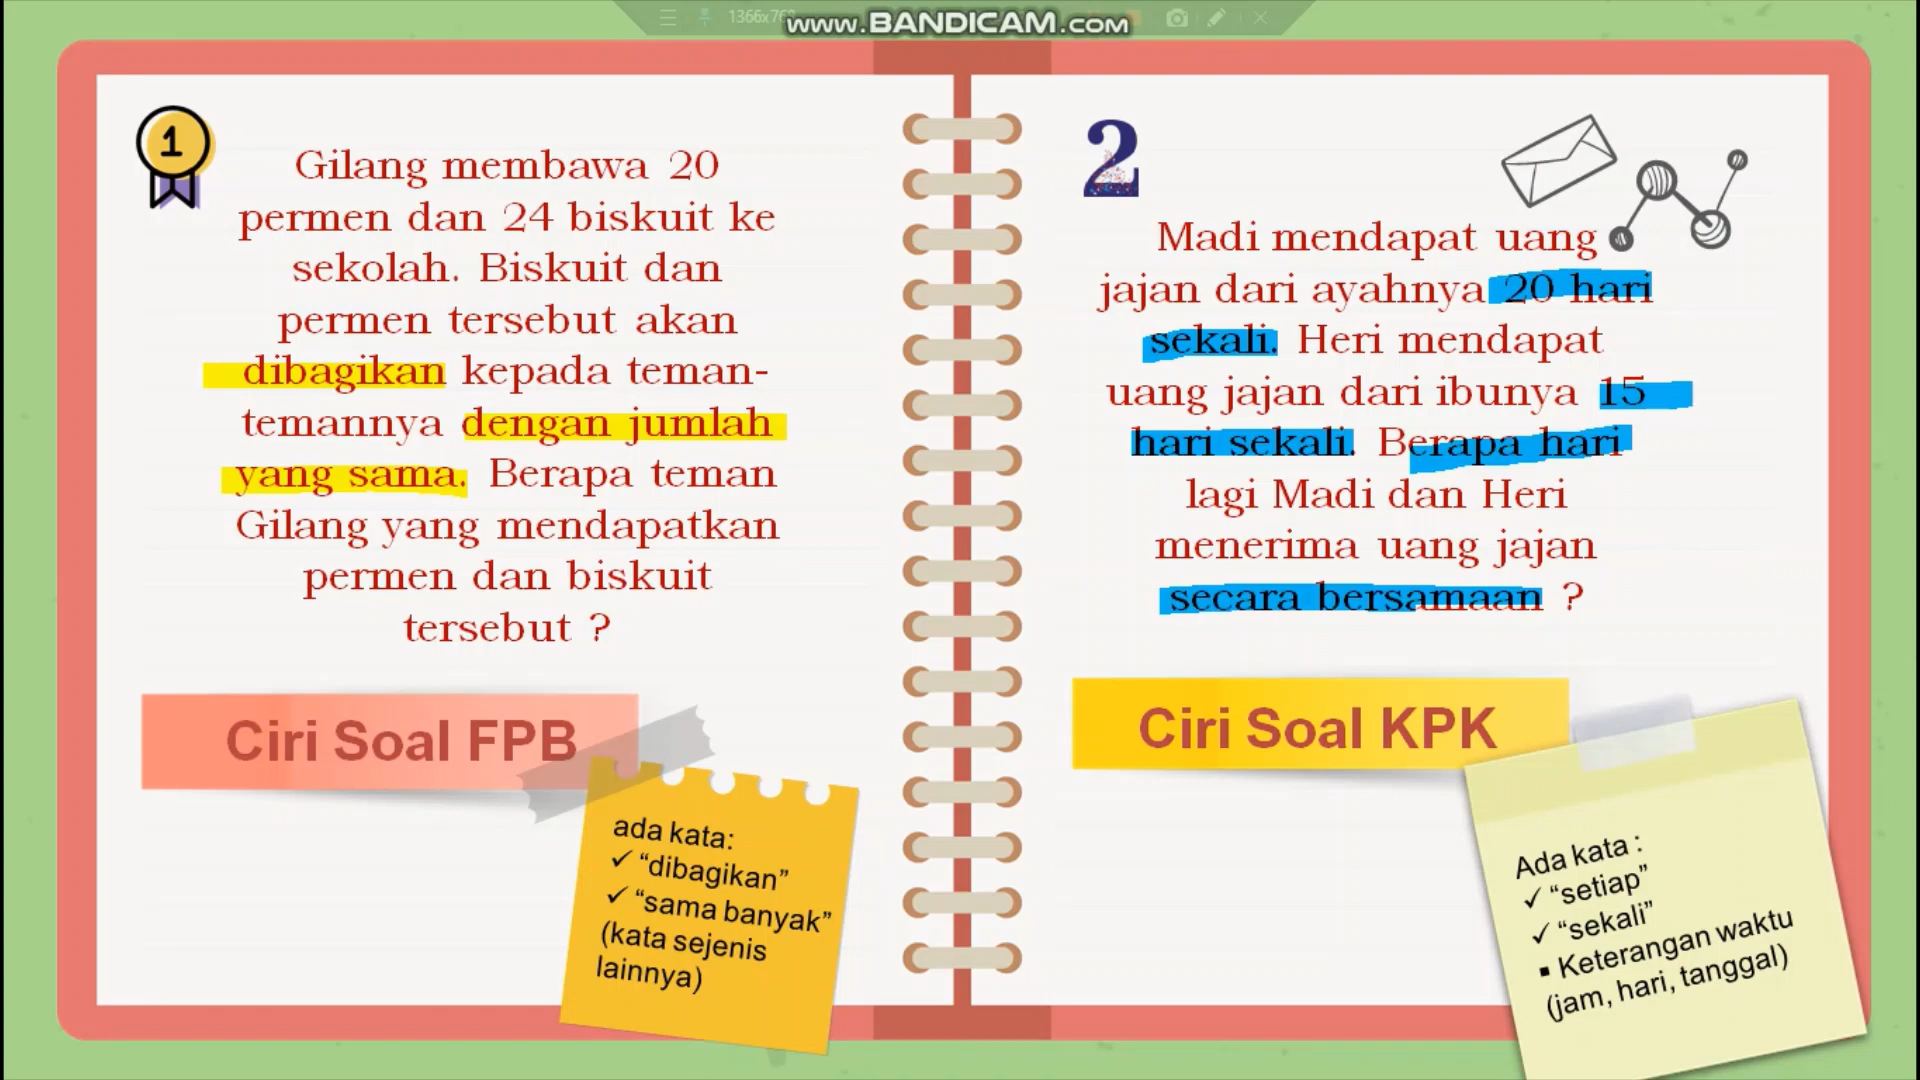 1366x768
www.BANDICAM.com
1
Gilang membawa 20
permen dan 24 biskuit ke
sekolah. Biskuit dan
permen tersebut akan
dibagikan kepada teman-
temannya dengan jumlah
yang sama. Berapa teman
Gilang yang mendapatkan
permen dan biskuit
tersebut ?
Ciri Soal FPB
ada kata:
✓ “dibagikan”
✓ “sama banyak”
(kata sejenis
lainnya)
2
Madi mendapat uang
jajan dari ayahnya 20 hari
sekali. Heri mendapat
uang jajan dari ibunya 15
hari sekali. Berapa hari
lagi Madi dan Heri
menerima uang jajan
secara bersamaan ?
Ciri Soal KPK
Ada kata :
✓ “setiap”
✓ “sekali”
▪ Keterangan waktu
(jam, hari, tanggal)